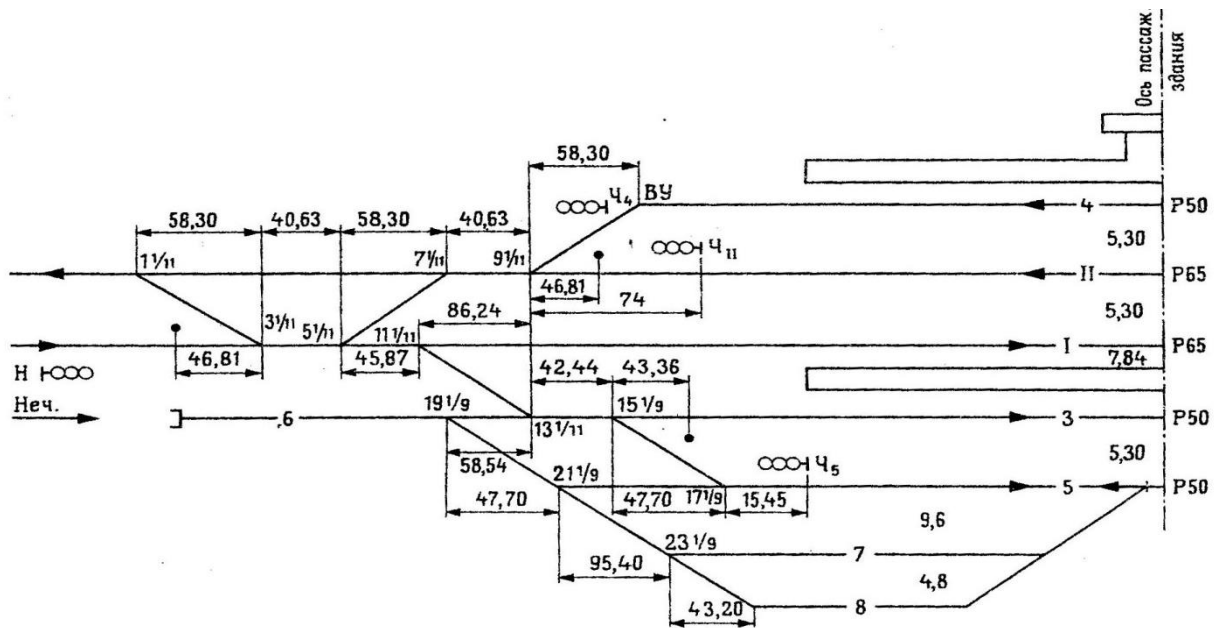 Ось пассаж.
здания
58,30
Ч4
ВУ
4
Р50
58,30
40,63
58,30
40,63
5,30
1 1/11
7 1/11
9 1/11
Ч II
II
Р65
46,81
74
86,24
5,30
3 1/11
5 1/11
11 1/11
I
Р65
46,81
45,87
42,44
43,36
7,84
Н
Неч.
6
19 1/9
13 1/11
15 1/9
3
Р50
58,54
21 1/9
Ч5
5,30
47,70
47,70
17 1/9
15,45
5
Р50
9,6
23 1/9
7
95,40
4,8
43,20
8